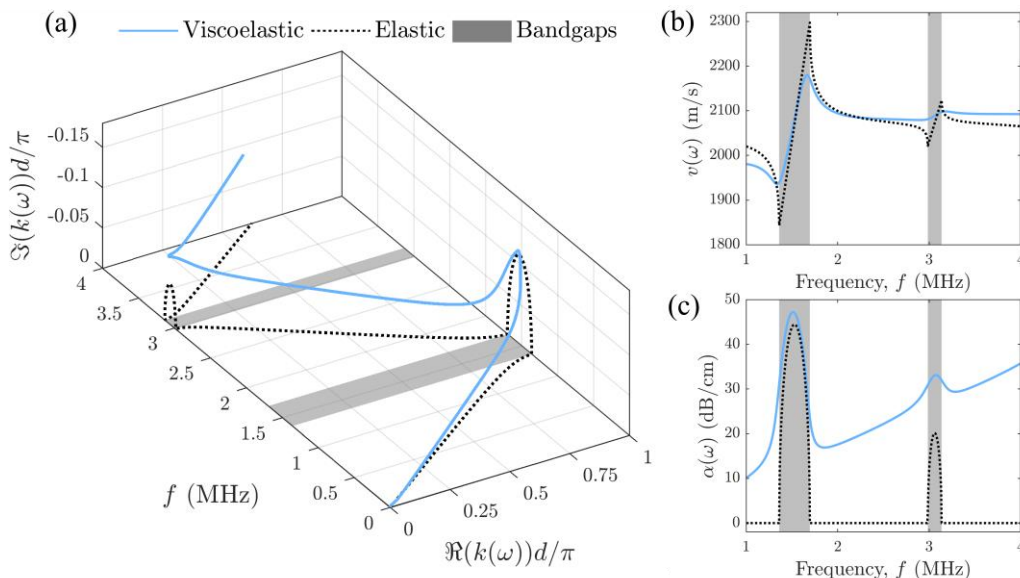 (a)
Viscoelastic Elastic Bandgaps
ℑ(k(ω))d/π
-0.15
-0.1
-0.05
0
4
3.5
3
2.5
2
1.5
1
0.5
0
f (MHz)
0
0.25
0.5
0.75
1
ℜ(k(ω))d/π
(b)
v(ω) (m/s)
2300
2200
2100
2000
1900
1800
1 2 3 4
Frequency, f (MHz)
(c)
α(ω) (dB/cm)
50
40
30
20
10
0
1 2 3 4
Frequency, f (MHz)